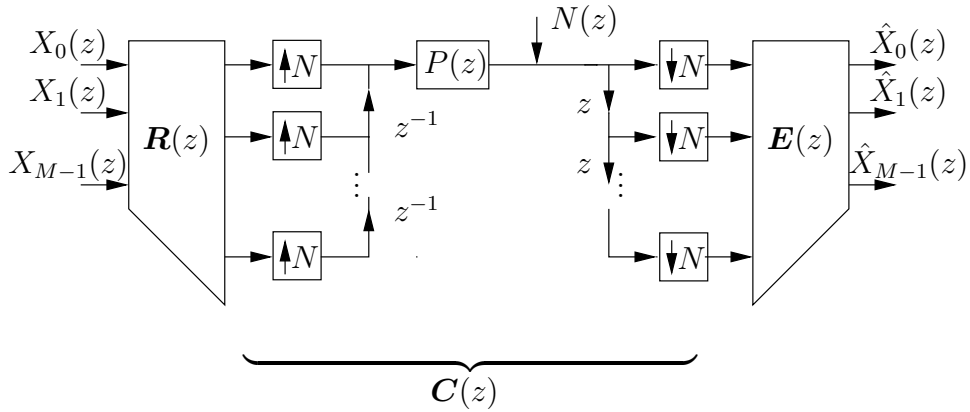 N(z)
X_0(z) ↑N P(z) ↓N X̂_0(z)
X_1(z) z X̂_1(z)
R(z) ↑N z^{-1} ↓N E(z)
X_{M-1}(z) z X̂_{M-1}(z)
⋮ z^{-1} ⋮
↑N ↓N
C(z)